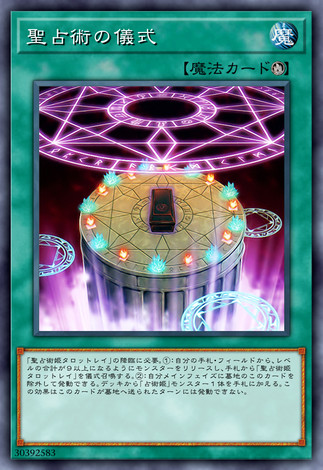 聖占術の儀式
魔
【魔法カード】
「聖占術姫タロットレイ」の降臨に必要。①:自分の手札・フィールドから、レベ
ルの合計が9以上になるようにモンスターをリリースし、手札から「聖占術姫
タロットレイ」を儀式召喚する。②:自分メインフェイズに墓地のこのカードを
除外して発動できる。デッキから「占術姫」モンスター1体を手札に加える。こ
の効果はこのカードが墓地へ送られたターンには発動できない。
30392583